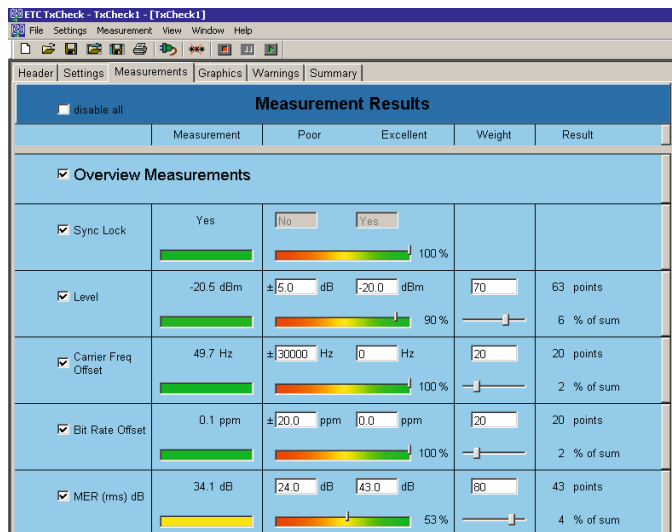 ETC TxCheck - TxCheck1 - [TxCheck1]
File Settings Measurement View Window Help
Header Settings Measurements Graphics Warnings Summary
disable all Measurement Results
Measurement Poor Excellent Weight Result
Overview Measurements
Sync Lock Yes No Yes
100 %
Level -20.5 dBm ± 5.0 dB -20.0 dBm 70 63 points
90 % 6 % of sum
Carrier Freq Offset 49.7 Hz ± 30000 Hz 0 Hz 20 20 points
100 % 2 % of sum
Bit Rate Offset 0.1 ppm ± 20.0 ppm 0.0 ppm 20 20 points
100 % 2 % of sum
MER (rms) dB 34.1 dB 24.0 dB 43.0 dB 80 43 points
53 % 4 % of sum